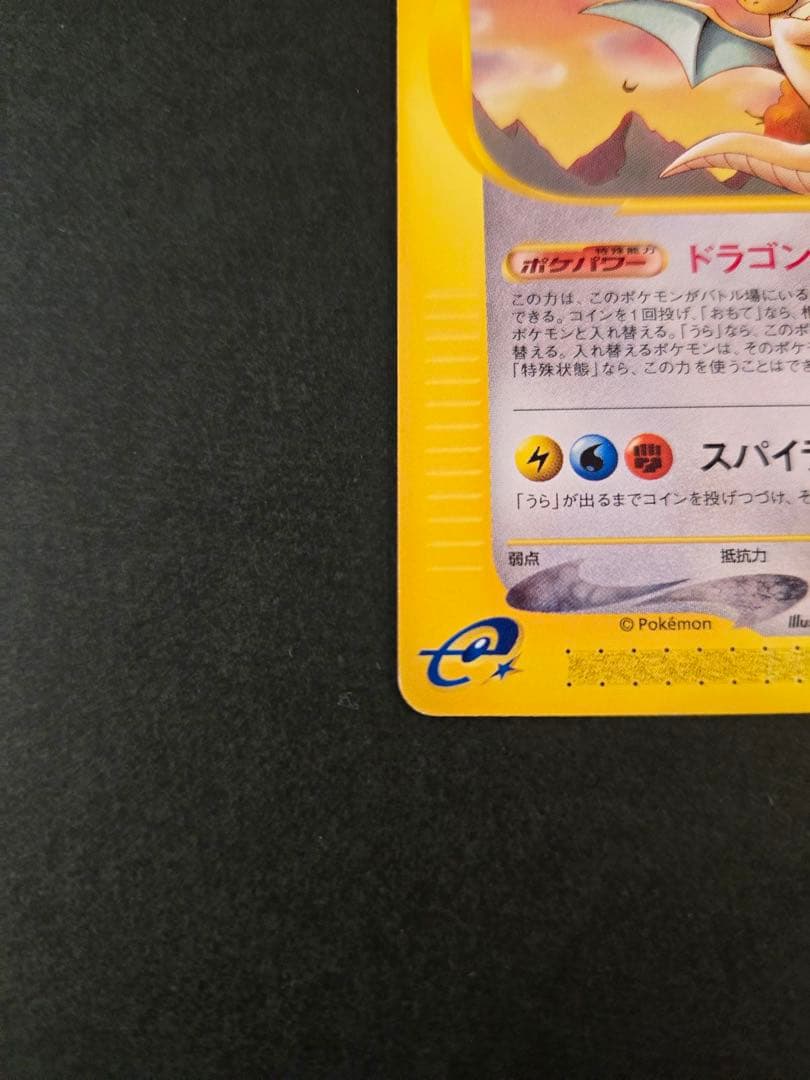 特殊能力
ポケパワー ドラゴン
この力は、このポケモンがバトル場にいる
できる。コインを1回投げ、「おもて」なら、相
ポケモンと入れ替える。「うら」なら、このポ
替える。入れ替えるポケモンは、そのポケモ
「特殊状態」なら、この力を使うことはでき
スパイラ
「うら」が出るまでコインを投げつづけ、そ
弱点 抵抗力
© Pokémon Illus
e